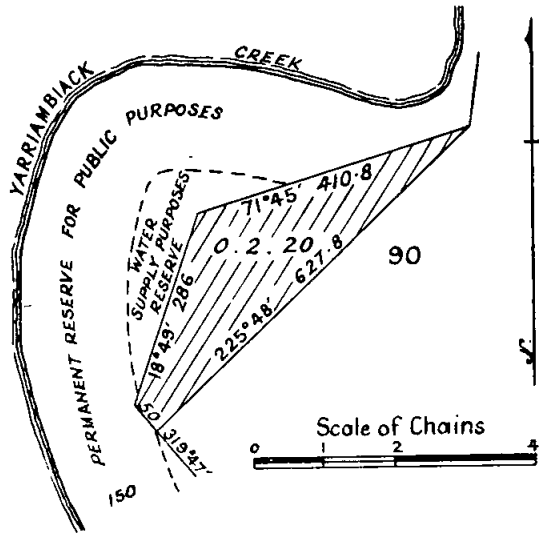 YARRIAMBIACK CREEK
PERMANENT RESERVE FOR PUBLIC PURPOSES
WATER
SUPPLY PURPOSES
RESERVE
71°45' 410·8
0.2.20
18°49' 286
225°48' 627·8
90
50
319°47'
150
Scale of Chains
0 1 2 4